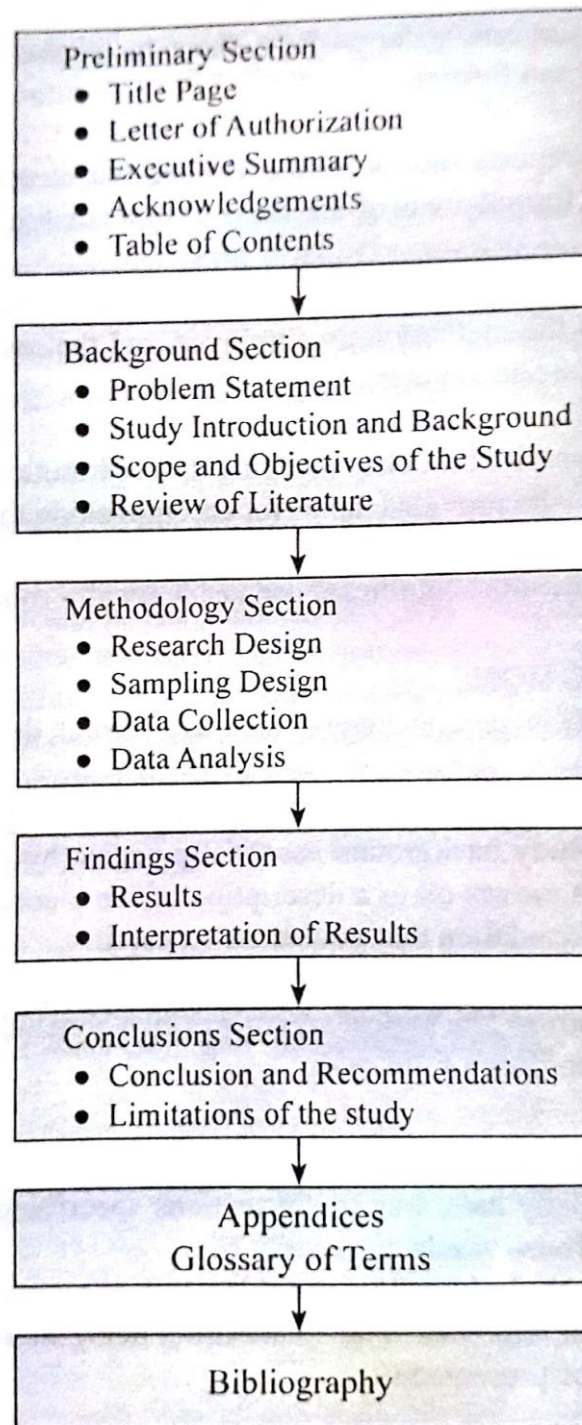 Preliminary Section
• Title Page
• Letter of Authorization
• Executive Summary
• Acknowledgements
• Table of Contents
Background Section
• Problem Statement
• Study Introduction and Background
• Scope and Objectives of the Study
• Review of Literature
Methodology Section
• Research Design
• Sampling Design
• Data Collection
• Data Analysis
Findings Section
• Results
• Interpretation of Results
Conclusions Section
• Conclusion and Recommendations
• Limitations of the study
Appendices
Glossary of Terms
Bibliography